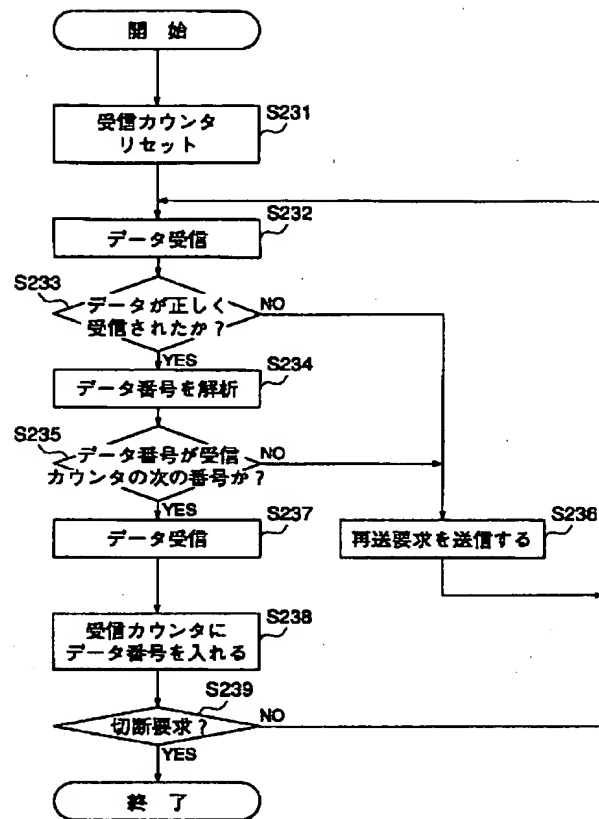 開 始
S231
受信カウンタ
リセット
S232
データ受信
S233
データが正しく
受信されたか？
NO
YES
S234
データ番号を解析
S235
データ番号が受信
カウンタの次の番号か？
NO
YES
S237
データ受信
S236
再送要求を送信する
S238
受信カウンタに
データ番号を入れる
S239
切断要求？
NO
YES
終 了